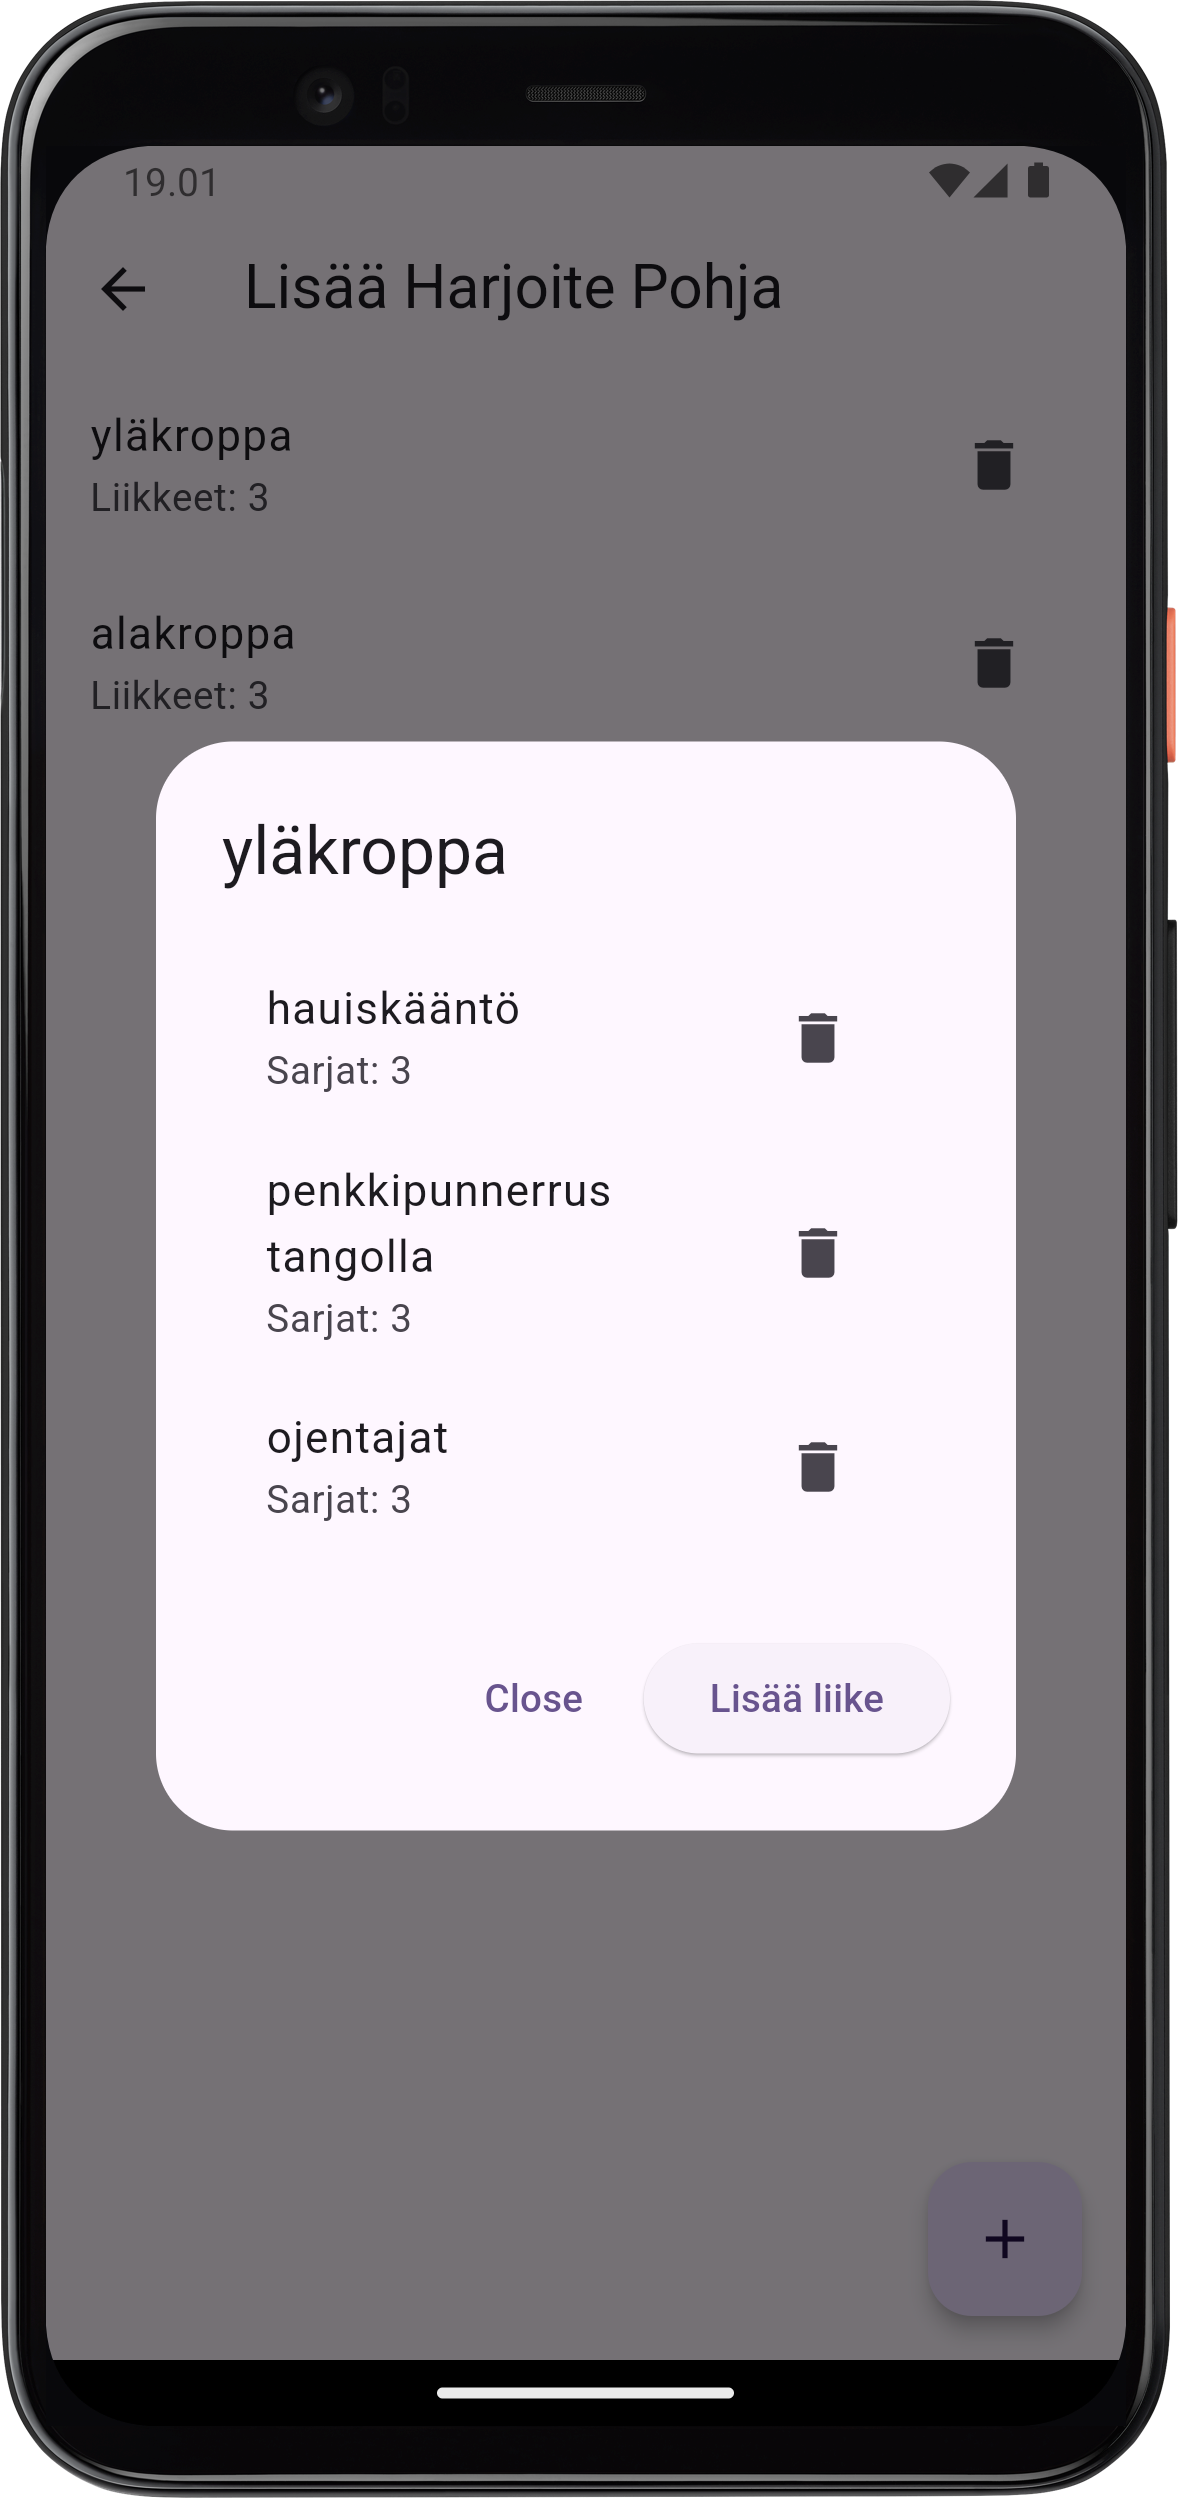 19.01
Lisää Harjoite Pohja
yläkroppa
Liikkeet: 3
alakroppa
Liikkeet: 3
yläkroppa
hauiskääntö
Sarjat: 3
penkkipunnerrus
tangolla
Sarjat: 3
ojentajat
Sarjat: 3
Close
Lisää liike